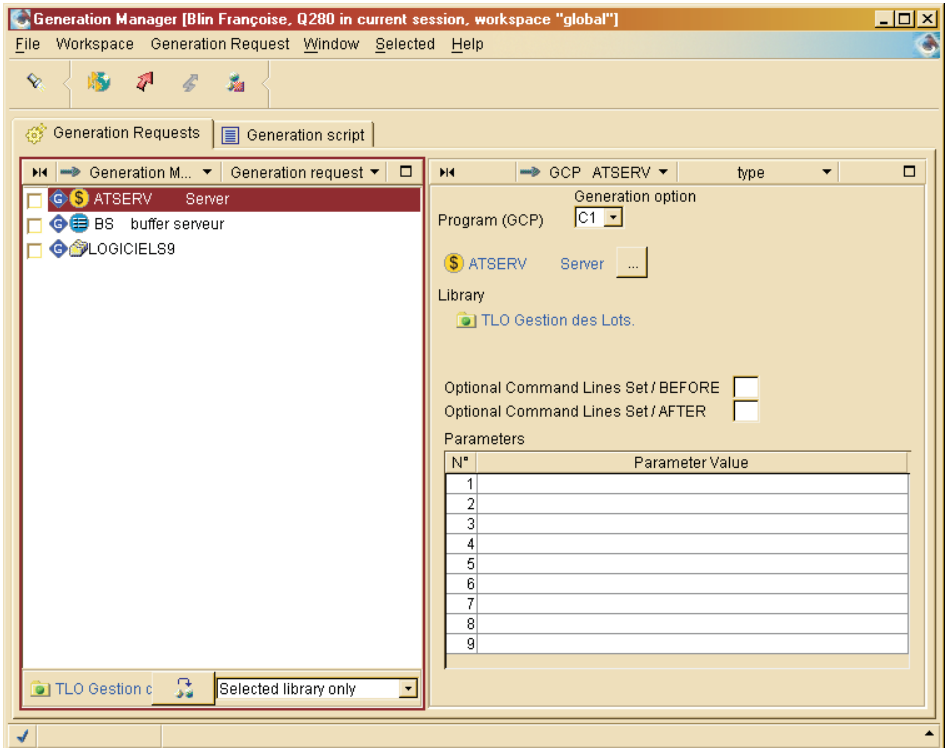 Generation Manager [Blin Françoise, Q280 in current session, workspace "global"]
File Workspace Generation Request Window Selected Help
Generation Requests
Generation script
Generation M...
Generation request
ATSERV Server
BS buffer serveur
LOGICIELS9
TLO Gestion d
Selected library only
GCP ATSERV
type
Generation option
Program (GCP)
C1
ATSERV Server
...
Library
TLO Gestion des Lots.
Optional Command Lines Set / BEFORE
Optional Command Lines Set / AFTER
Parameters
N° Parameter Value
1
2
3
4
5
6
7
8
9